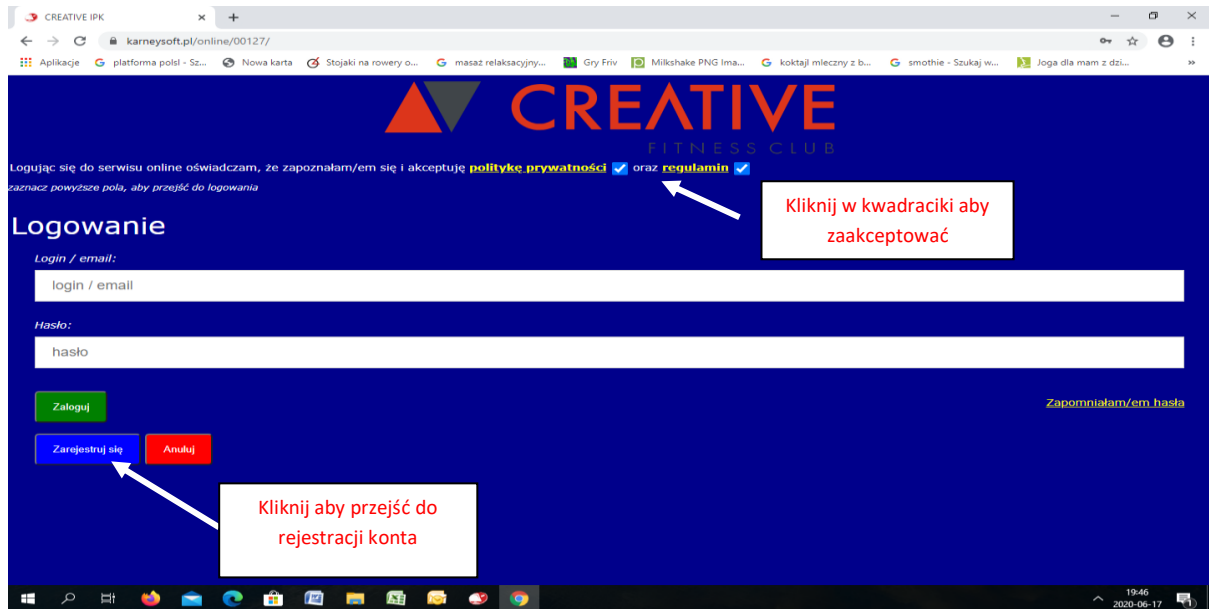 CREATIVE IPK
karneysoft.pl/online/00127/
Aplikacje platforma polsl - Sz... Nowa karta Stojaki na rowery o... masaż relaksacyjny... Gry Friv Milkshake PNG Ima... koktajl mleczny z b... smothie - Szukaj w... Joga dla mam z dzi... »
CREATIVE
FITNESS CLUB
Logując się do serwisu online oświadczam, że zapoznałam/em się i akceptuję politykę prywatności oraz regulamin
zaznacz powyższe pola, aby przejść do logowania
Kliknij w kwadraciki aby
zaakceptować
Logowanie
Login / email:
login / email
Hasło:
hasło
Zaloguj
Zapomniałam/em hasła
Zarejestruj się Anuluj
Kliknij aby przejść do
rejestracji konta
19:46
2020-06-17